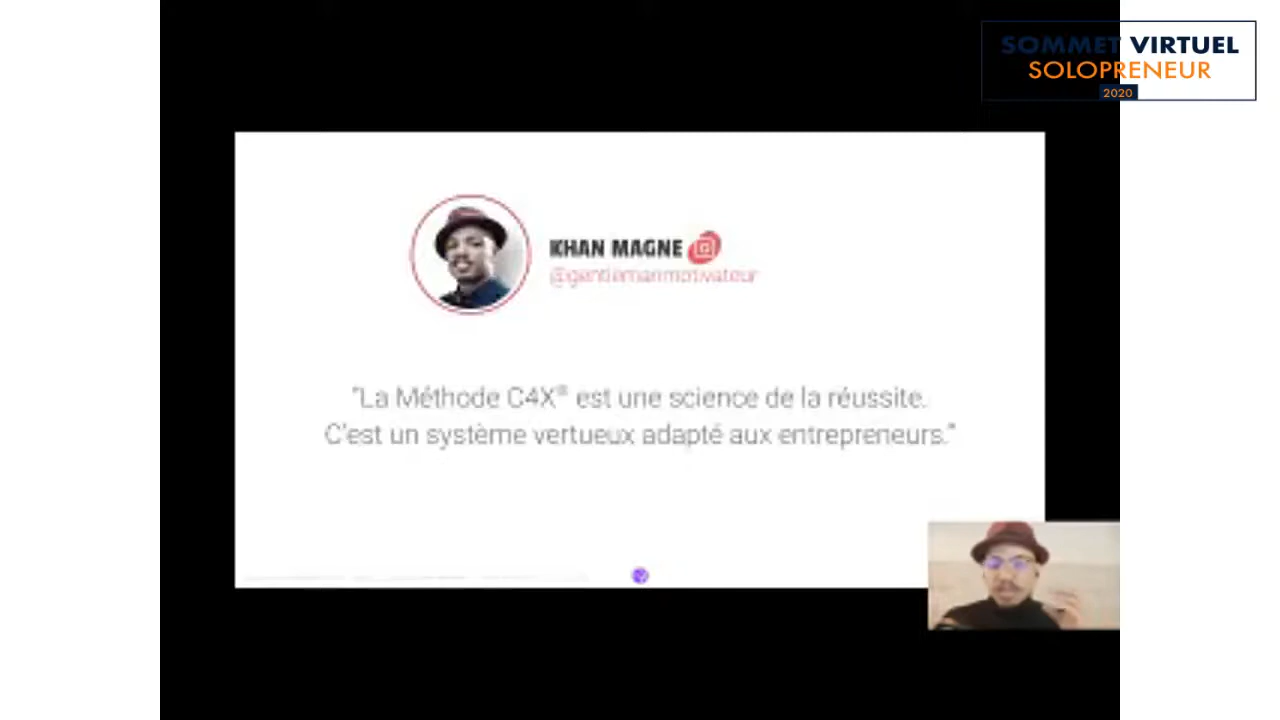 SOMMET VIRTUEL
SOLOPRENEUR
2020
KHAN MAGNE
@gentlemanmotivateur
"La Méthode C4X® est une science de la réussite.
C'est un système vertueux adapté aux entrepreneurs."